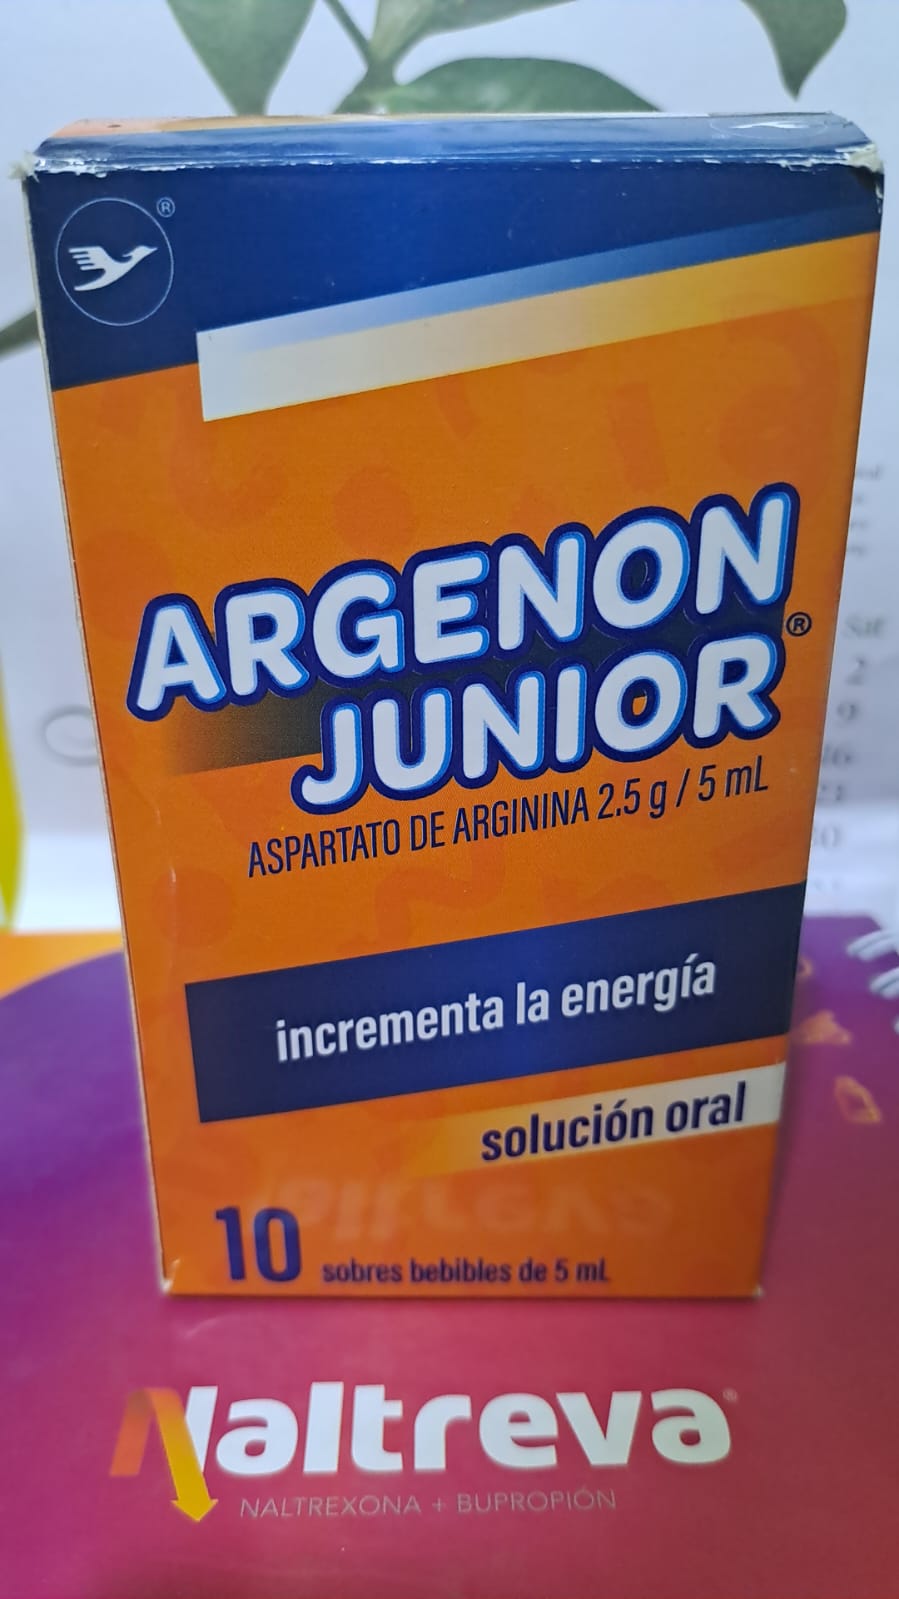 ®
ARGENON
JUNIOR®
ASPARTATO DE ARGININA 2.5 g / 5 mL
incrementa la energía
solución oral
10 sobres bebibles de 5 mL
Naltreva®
NALTREXONA + BUPROPIÓN